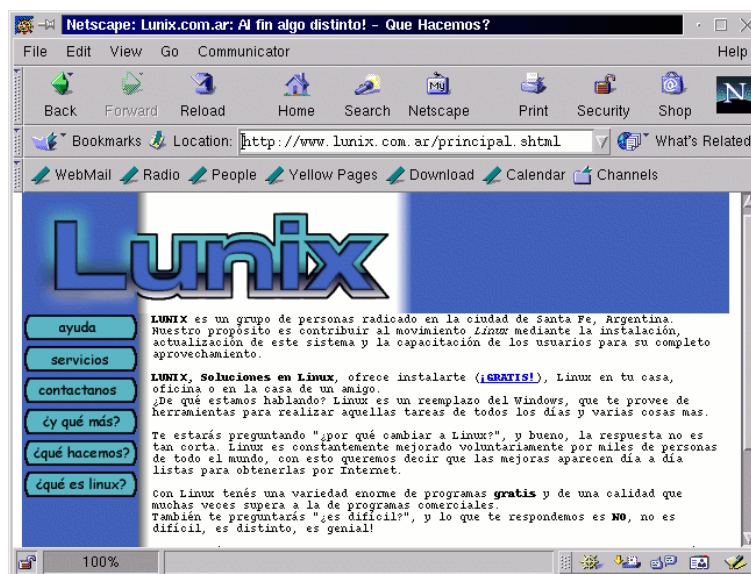 Netscape: Lunix.com.ar: Al fin algo distinto! - Que Hacemos?
File Edit View Go Communicator Help
Back Forward Reload Home Search Netscape Print Security Shop
My
N
Bookmarks Location: http://www.lunix.com.ar/principal.shtml What's Related
WebMail Radio People Yellow Pages Download Calendar Channels
Lunix
ayuda
servicios
contactanos
¿y qué más?
¿qué hacemos?
¿qué es linux?
LUNIX es un grupo de personas radicado en la ciudad de Santa Fe, Argentina.
Nuestro propósito es contribuir al movimiento Linux mediante la instalación,
actualización de este sistema y la capacitación de los usuarios para su completo
aprovechamiento.
LUNIX, Soluciones en Linux, ofrece instalarte (¡GRATIS!), Linux en tu casa,
oficina o en la casa de un amigo.
¿De qué estamos hablando? Linux es un reemplazo del Windows, que te provee de
herramientas para realizar aquellas tareas de todos los días y varias cosas mas.
Te estarás preguntando "¿por qué cambiar a Linux?", y bueno, la respuesta no es
tan corta. Linux es constantemente mejorado voluntariamente por miles de personas
de todo el mundo, con esto queremos decir que las mejoras aparecen día a día
listas para obtenerlas por Internet.
Con Linux tenés una variedad enorme de programas gratis y de una calidad que
muchas veces supera a la de programas comerciales.
También te preguntarás "¿es difícil?", y lo que te respondemos es NO, no es
difícil, es distinto, es genial!
100%